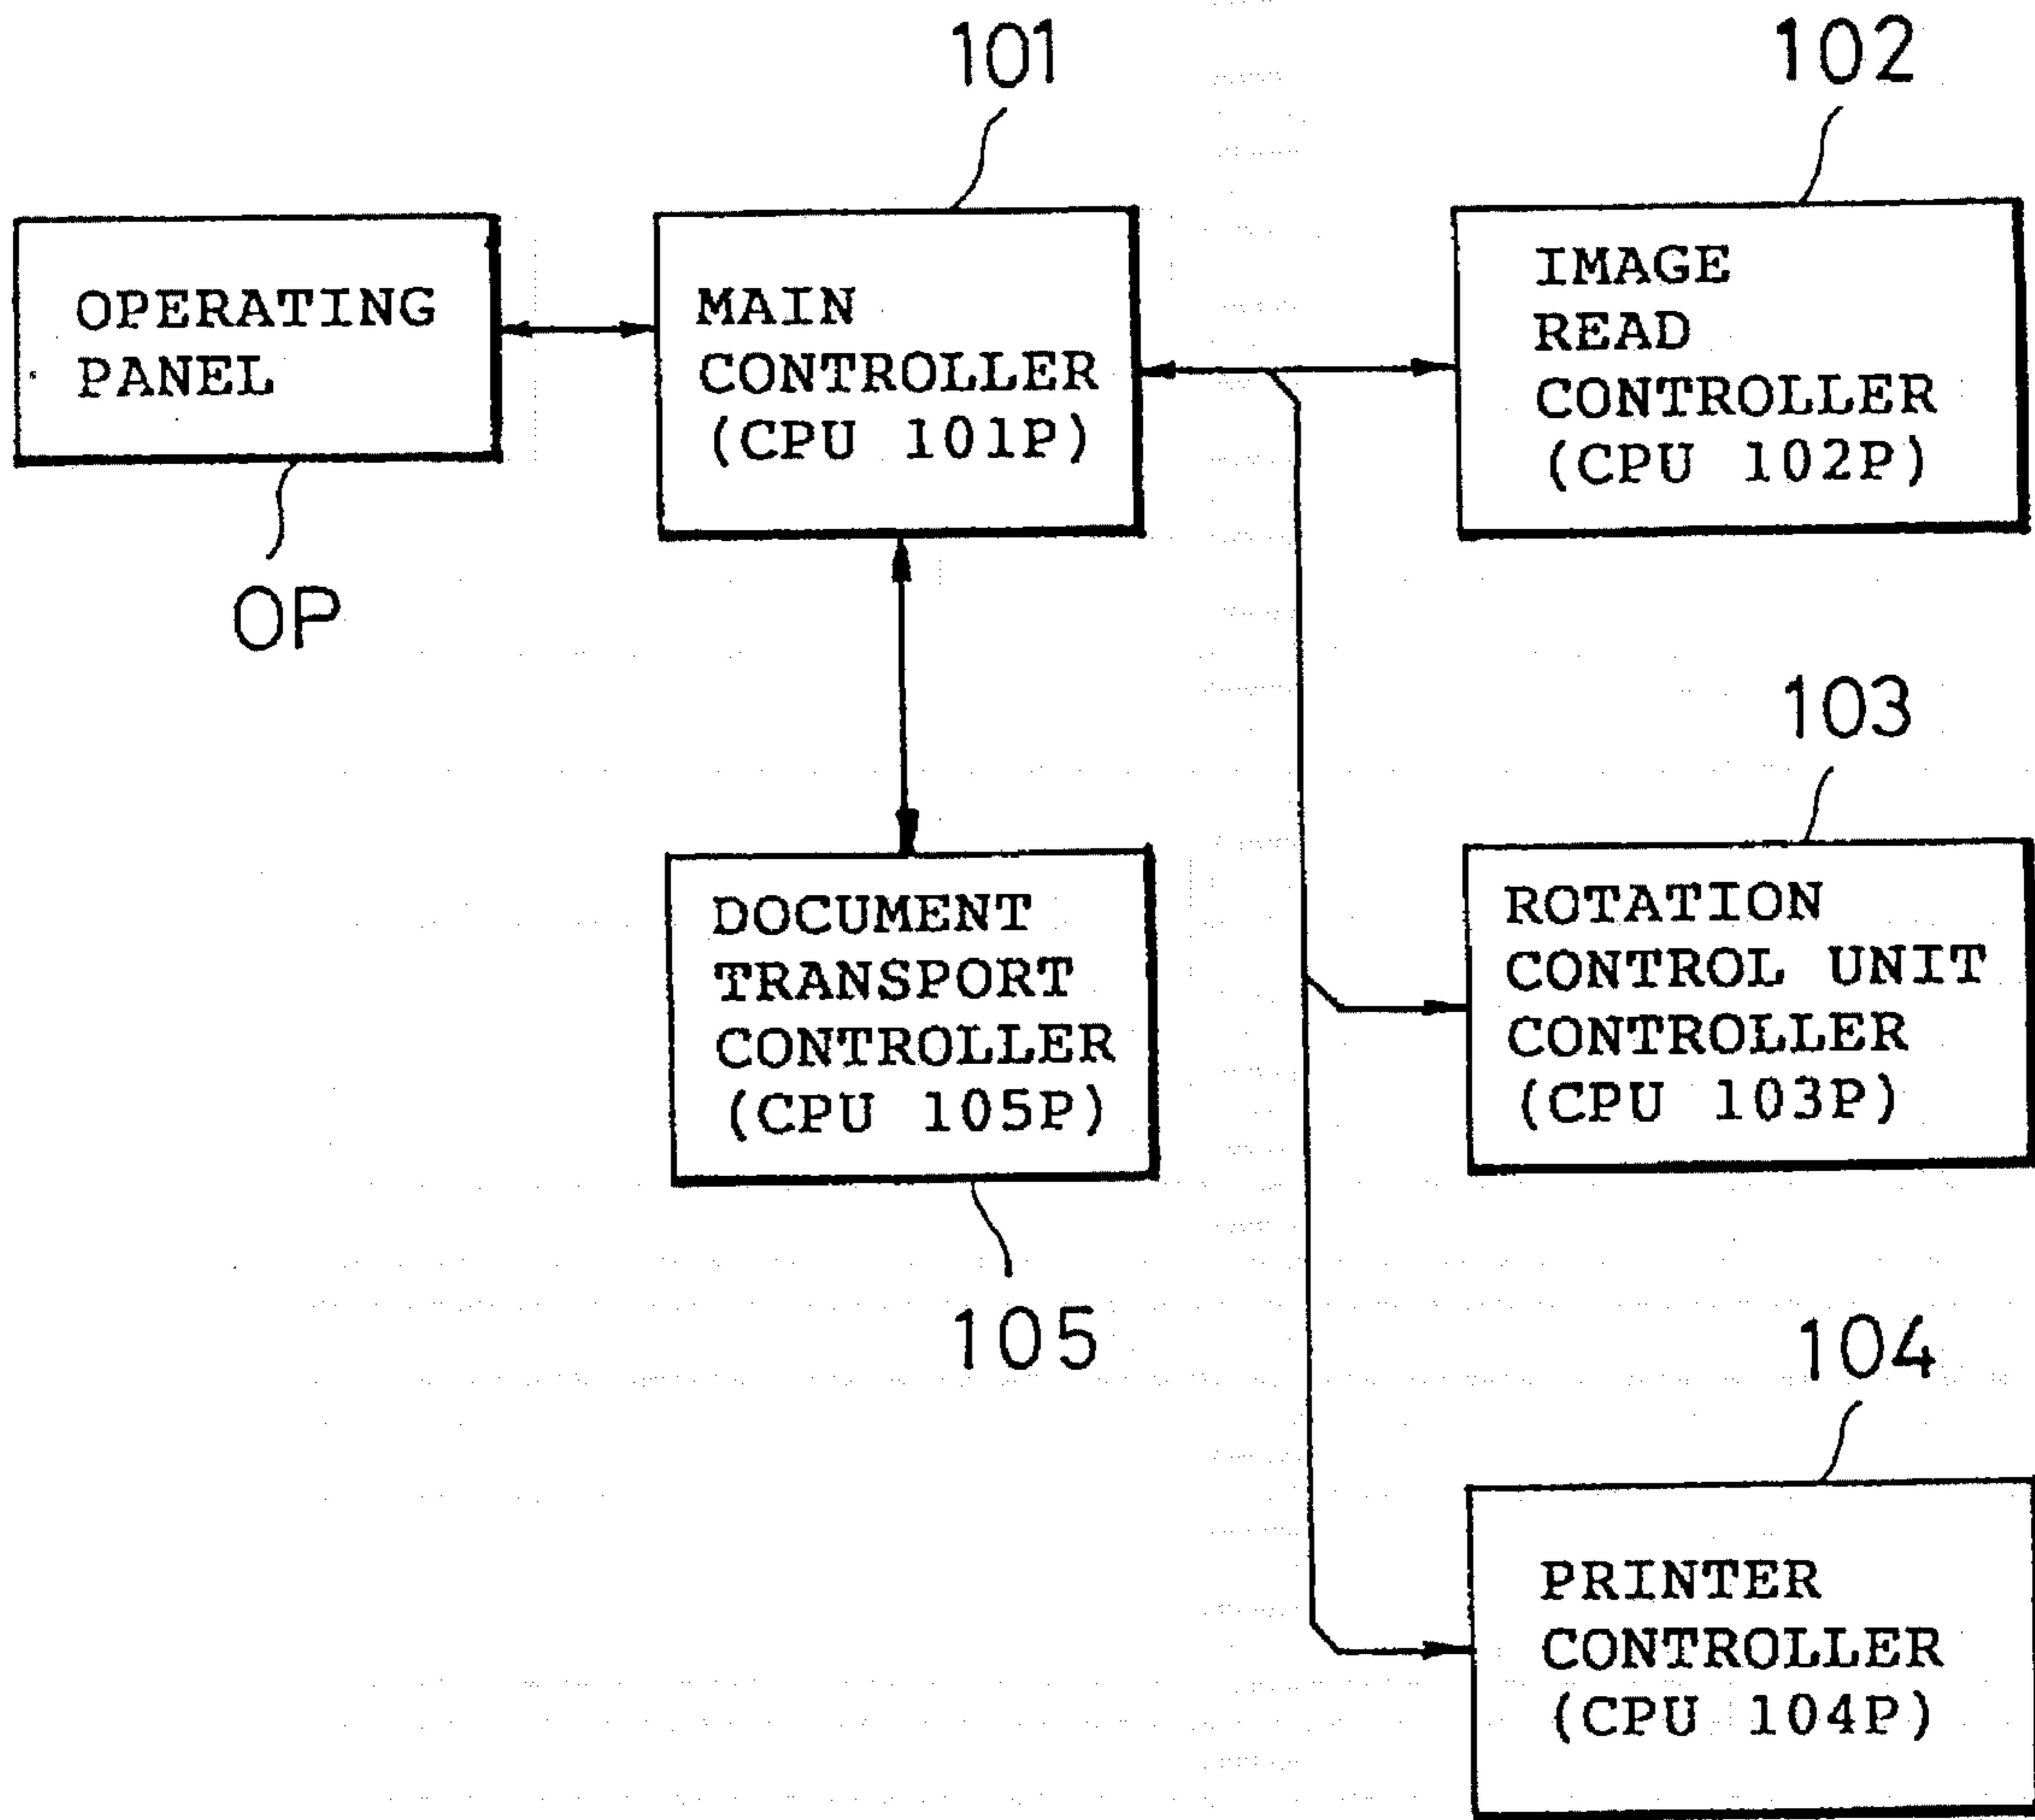 101
102
OPERATING
PANEL
OP
MAIN
CONTROLLER
(CPU 101P)
IMAGE
READ
CONTROLLER
(CPU 102P)
103
DOCUMENT
TRANSPORT
CONTROLLER
(CPU 105P)
105
ROTATION
CONTROL UNIT
CONTROLLER
(CPU 103P)
104
PRINTER
CONTROLLER
(CPU 104P)